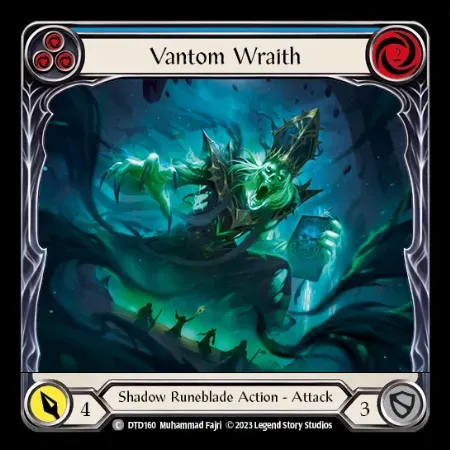 Vantom Wraith
2
4
Shadow Runeblade Action - Attack
3
C DTD160 Muhammad Fajri © 2023 Legend Story Studios